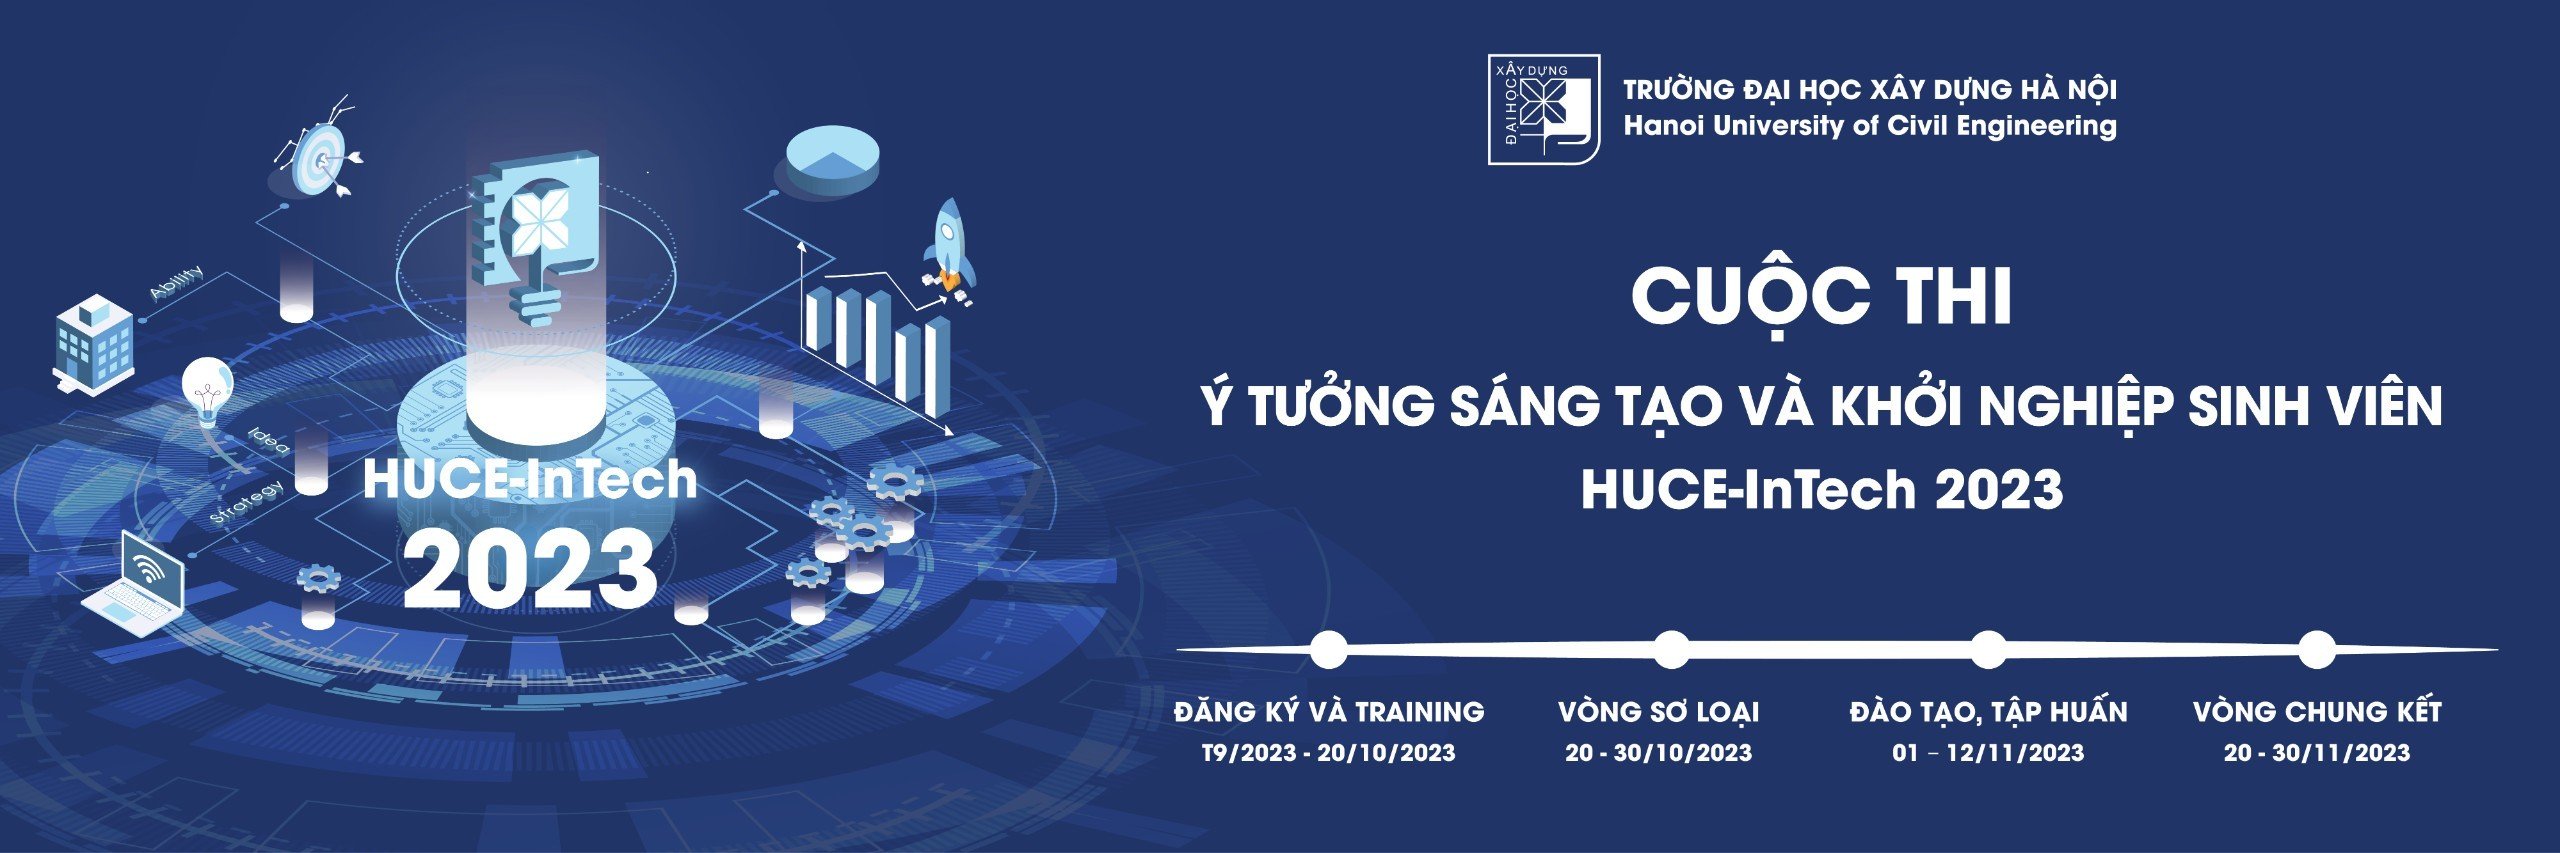 XÂY DỰNG
ĐẠI HỌC
TRƯỜNG ĐẠI HỌC XÂY DỰNG HÀ NỘI
Hanoi University of Civil Engineering
CUỘC THI
Ý TƯỞNG SÁNG TẠO VÀ KHỞI NGHIỆP SINH VIÊN
HUCE-InTech 2023
Ability
Idea
Strategy
HUCE-InTech
2023
ĐĂNG KÝ VÀ TRAINING
T9/2023 - 20/10/2023
VÒNG SƠ LOẠI
20 - 30/10/2023
ĐÀO TẠO, TẬP HUẤN
01 – 12/11/2023
VÒNG CHUNG KẾT
20 - 30/11/2023